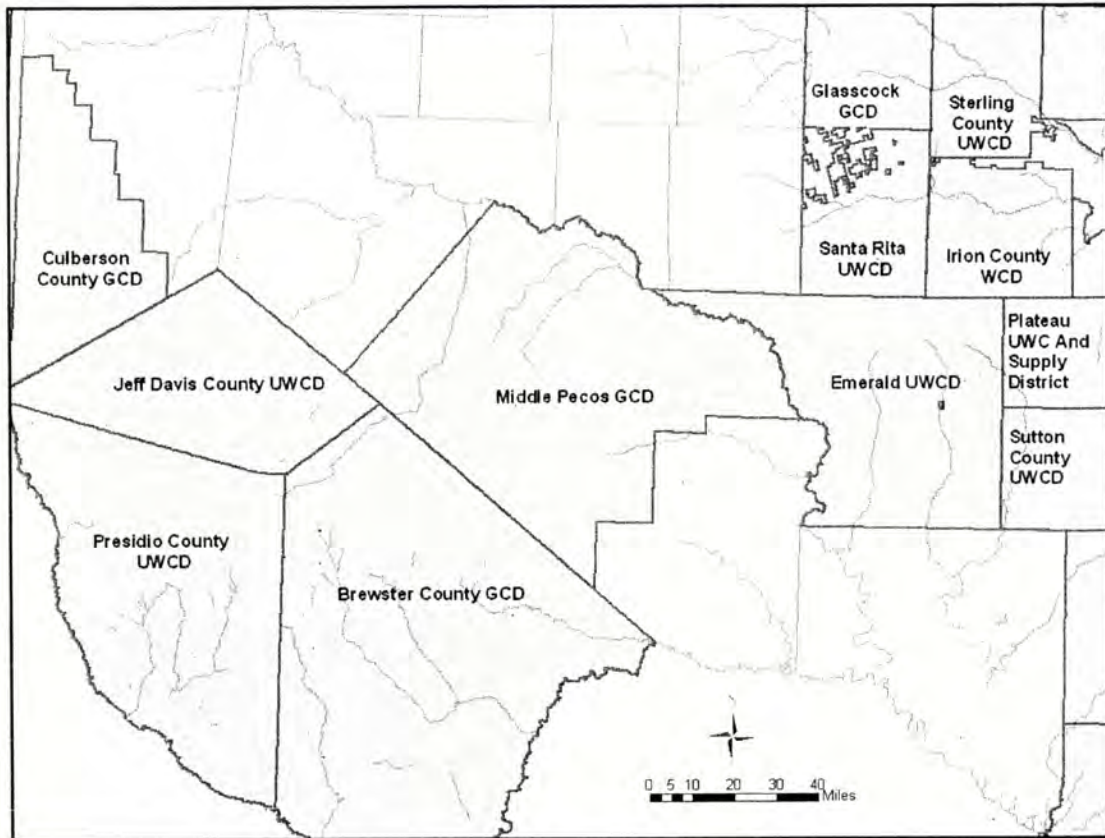 Glasscock
GCD
Sterling
County
UWCD
Culberson
County GCD
Santa Rita
UWCD
Irion County
WCD
Plateau
UWC And
Supply
District
Jeff Davis County UWCD
Middle Pecos GCD
Emerald UWCD
Sutton
County
UWCD
Presidio County
UWCD
Brewster County GCD
0 5 10 20 30 40
Miles